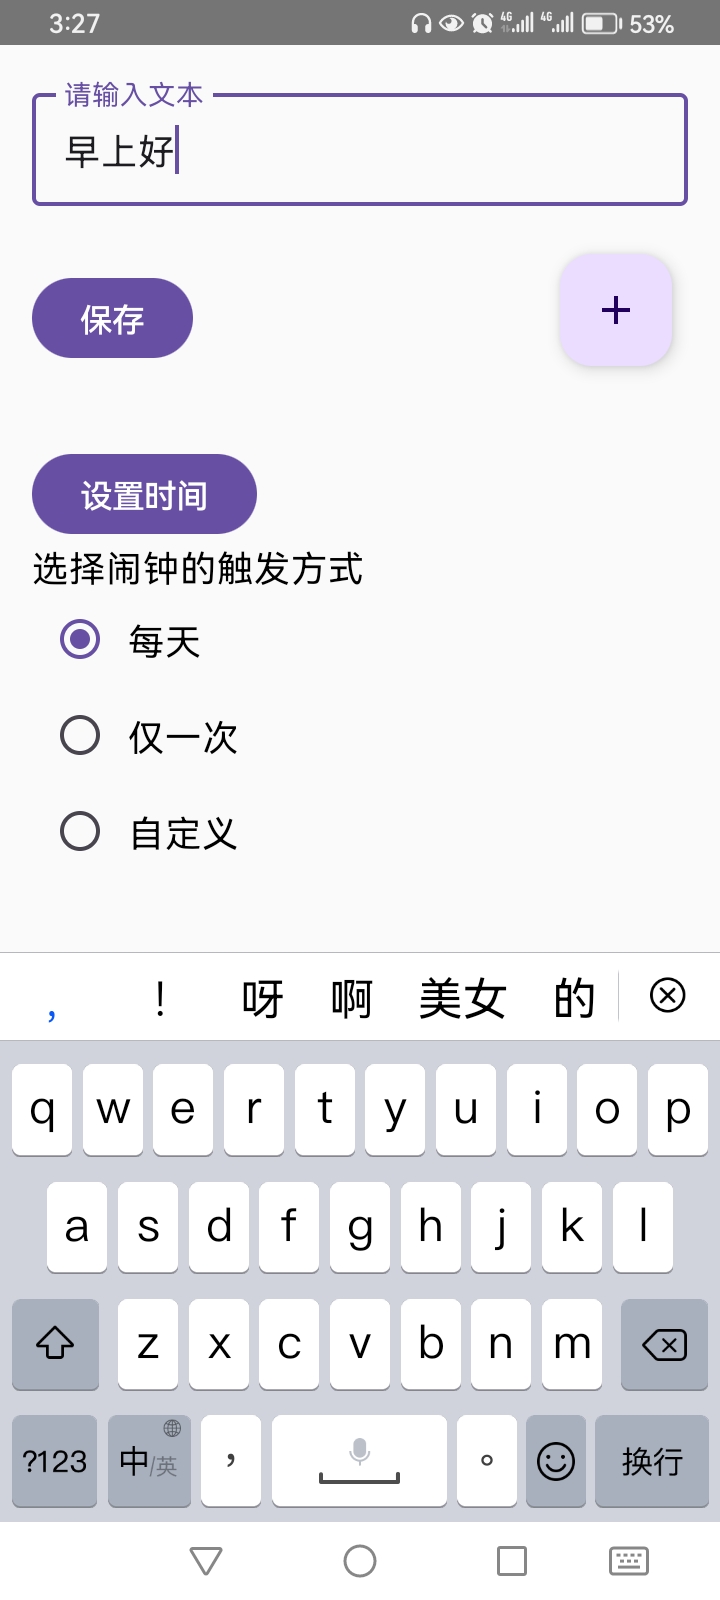 3:27 4G 4G 53%
请输入文本
早上好
保存
+
设置时间
选择闹钟的触发方式
每天
仅一次
自定义
, ! 呀 啊 美女 的
q w e r t y u i o p
a s d f g h j k l
z x c v b n m
?123 中/英 , 。 换行